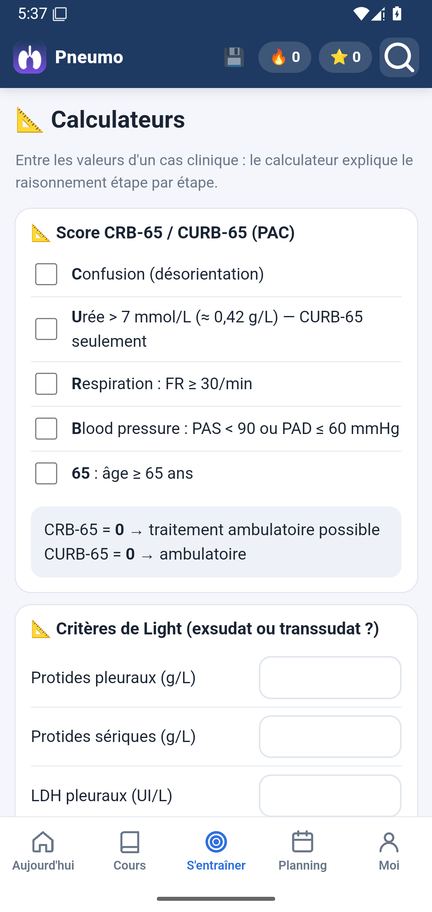 5:37
Pneumo
0
0
Calculateurs
Entre les valeurs d'un cas clinique : le calculateur explique le
raisonnement étape par étape.
Score CRB-65 / CURB-65 (PAC)
Confusion (désorientation)
Urée > 7 mmol/L (≈ 0,42 g/L) — CURB-65
seulement
Respiration : FR ≥ 30/min
Blood pressure : PAS < 90 ou PAD ≤ 60 mmHg
65 : âge ≥ 65 ans
CRB-65 = 0 → traitement ambulatoire possible
CURB-65 = 0 → ambulatoire
Critères de Light (exsudat ou transsudat ?)
Protides pleuraux (g/L)
Protides sériques (g/L)
LDH pleuraux (UI/L)
Aujourd'hui
Cours
S'entraîner
Planning
Moi